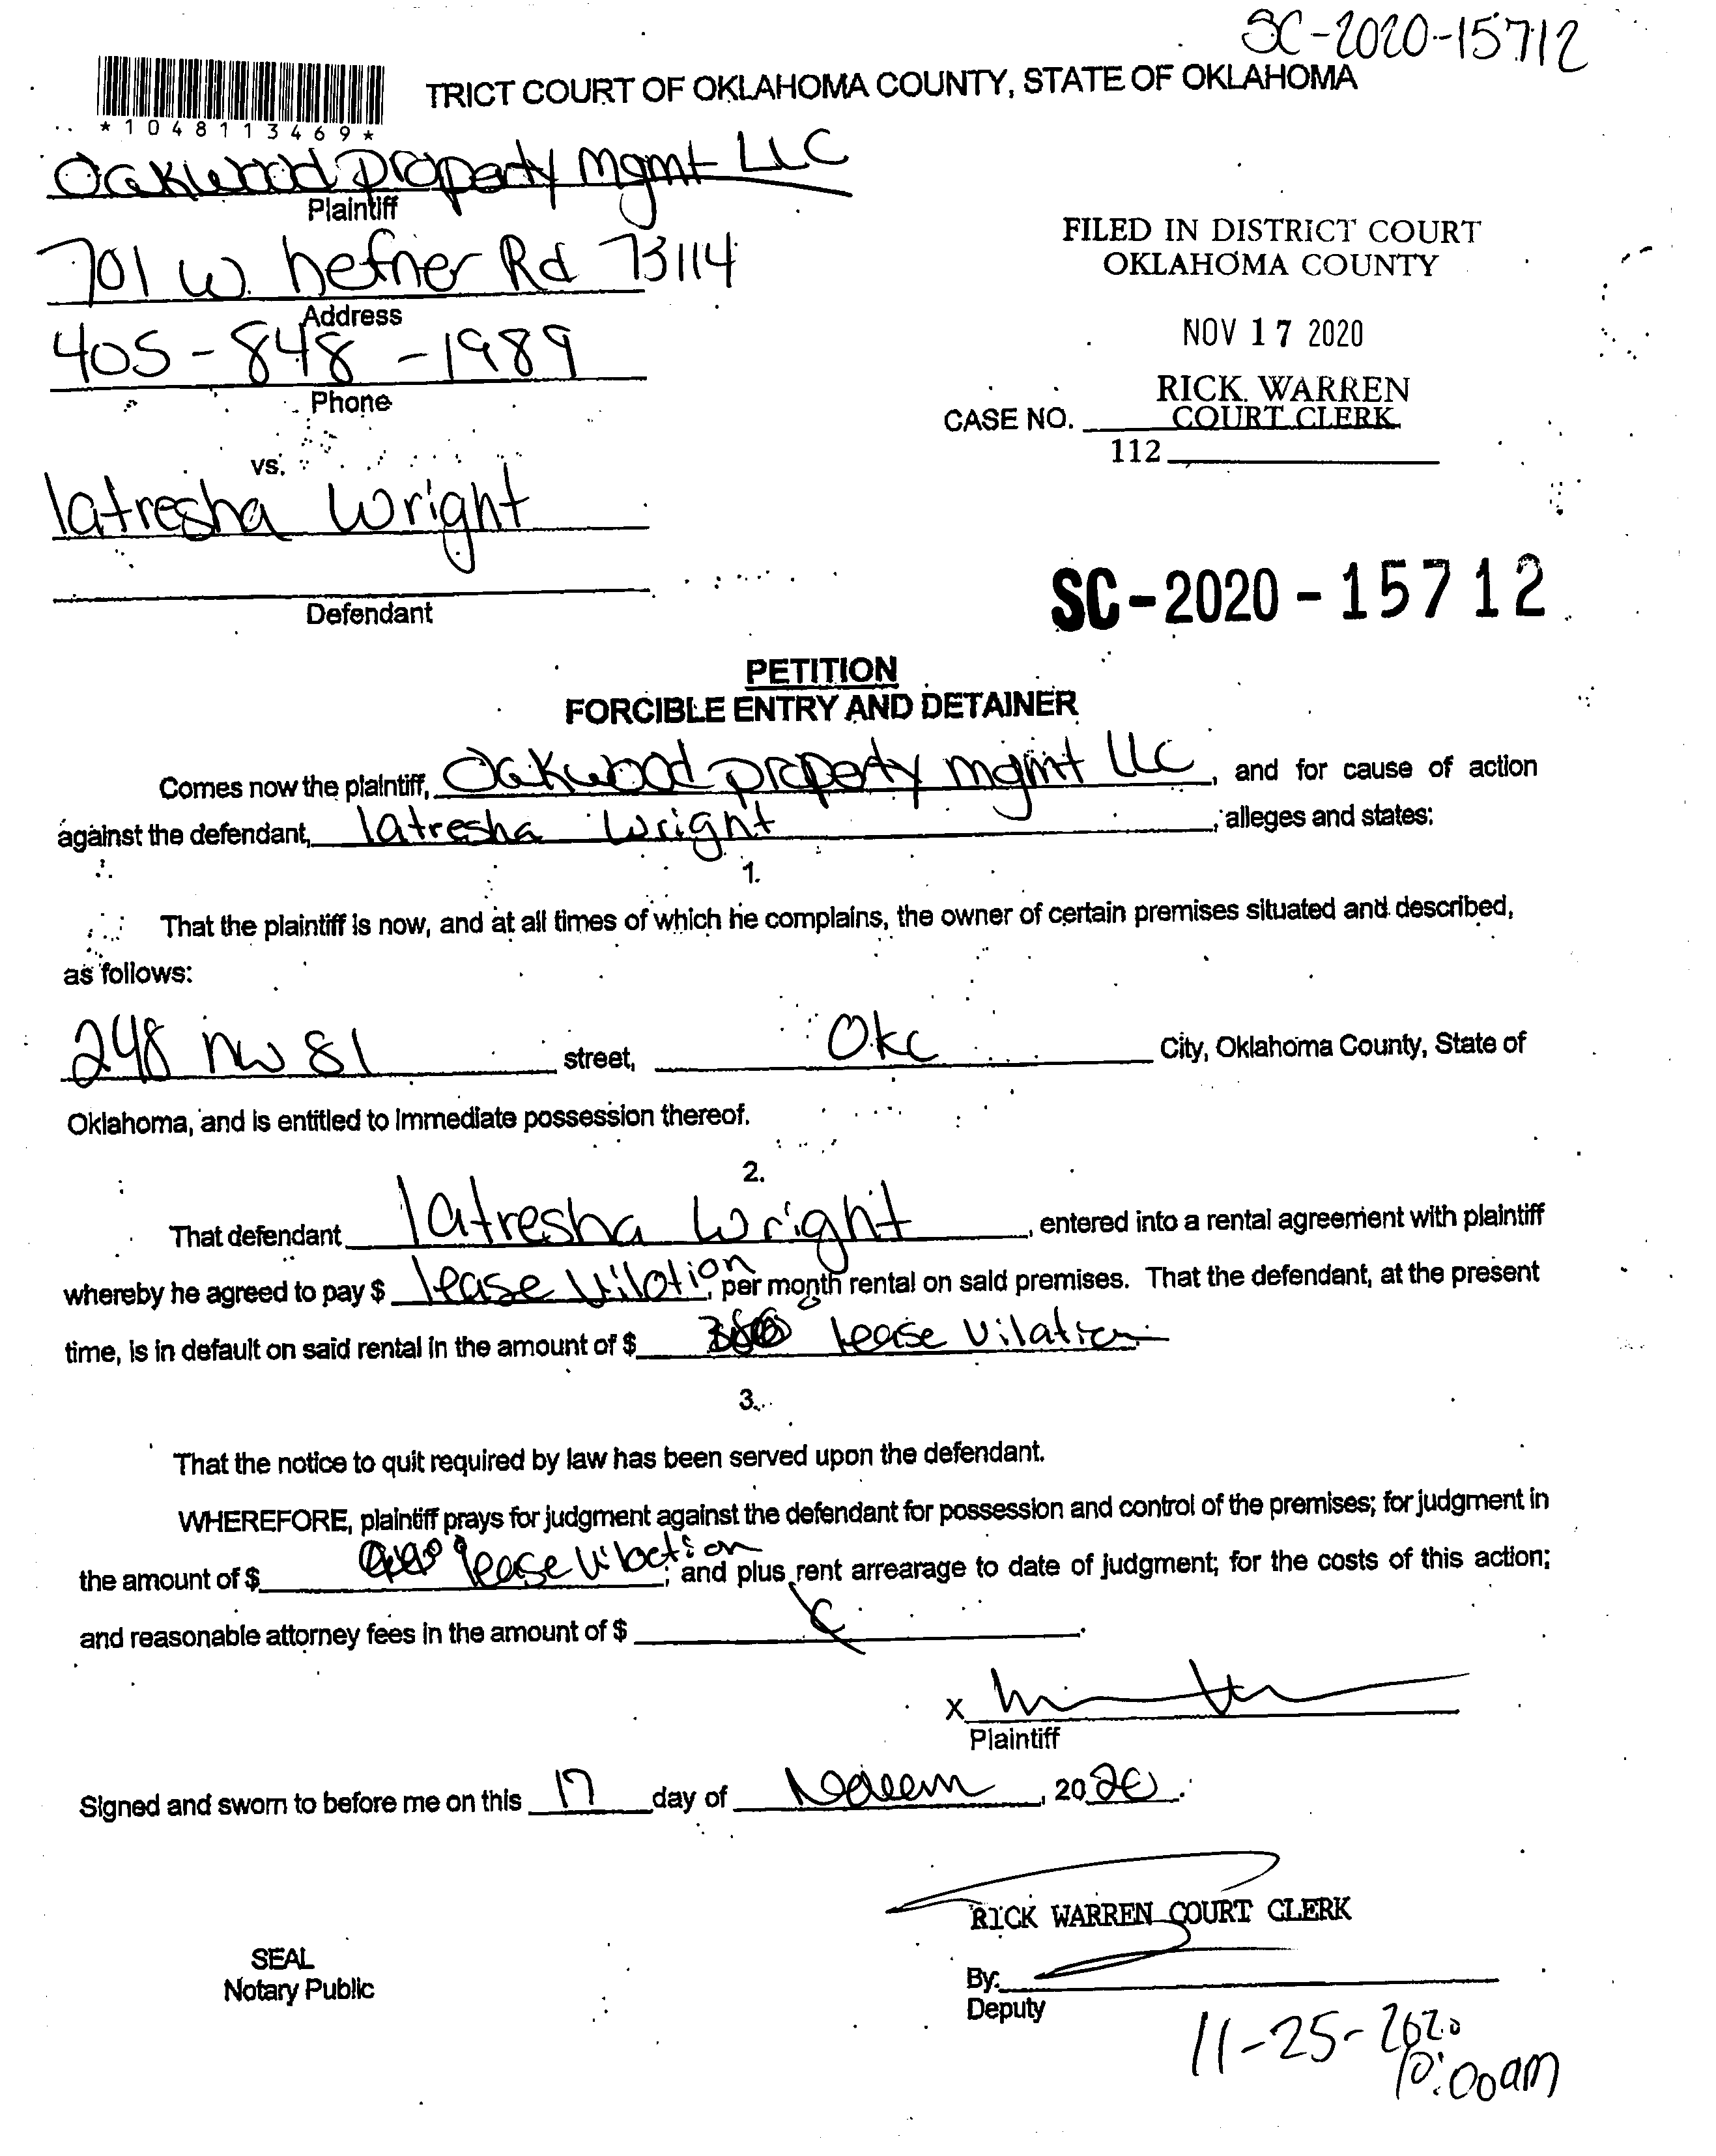 SC-2020-15712
TRICT COURT OF OKLAHOMA COUNTY, STATE OF OKLAHOMA
*1048113469*
Oakwood Property Mgmt LLC
Plaintiff
701 W. hefner Rd 73114
Address
405-848-1989
Phone
FILED IN DISTRICT COURT
OKLAHOMA COUNTY
NOV 17 2020
RICK WARREN
COURT CLERK
CASE NO.
112
vs.
latresha Wright
Defendant
SC-2020-15712
PETITION
FORCIBLE ENTRY AND DETAINER
Comes now the plaintiff, Oakwood property mgmt LLC, and for cause of action
against the defendant, latresha Wright, alleges and states:
1.
That the plaintiff is now, and at all times of which he complains, the owner of certain premises situated and described,
as follows:
248 nw 81 street, Okc City, Oklahoma County, State of
Oklahoma, and is entitled to immediate possession thereof.
2.
That defendant latresha Wright, entered into a rental agreement with plaintiff
whereby he agreed to pay $ lease Vilation, per month rental on said premises. That the defendant, at the present
time, is in default on said rental in the amount of $ lease Vilation
3.
That the notice to quit required by law has been served upon the defendant.
WHEREFORE, plaintiff prays for judgment against the defendant for possession and control of the premises; for judgment in
the amount of $ lease Vilation; and plus rent arrearage to date of judgment; for the costs of this action;
and reasonable attorney fees in the amount of $.
X
Plaintiff
Signed and sworn to before me on this 17 day of, 2020.
RICK WARREN COURT CLERK
SEAL
Notary Public
By:
Deputy
11-25-2020
10:00am